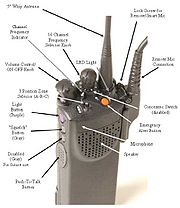 5" Whip Antenna
Lock Screw for
Remote/Smart Mic
Channel
Frequency
Indicator
16 Channel
Frequency
Selector Knob
LED Light
Remote Mic
Connection
Volume Control/
ON-OFF Knob
3 Position Zone
Selector (A-B-C)
Concentric Switch
(Disabled)
Light
Button
(Purple)
Emergency
Alert Button
"Squelch"
Button
(Grey)
Microphone
Speaker
Disabled
(Grey)
For future use
Push-To-Talk
Button